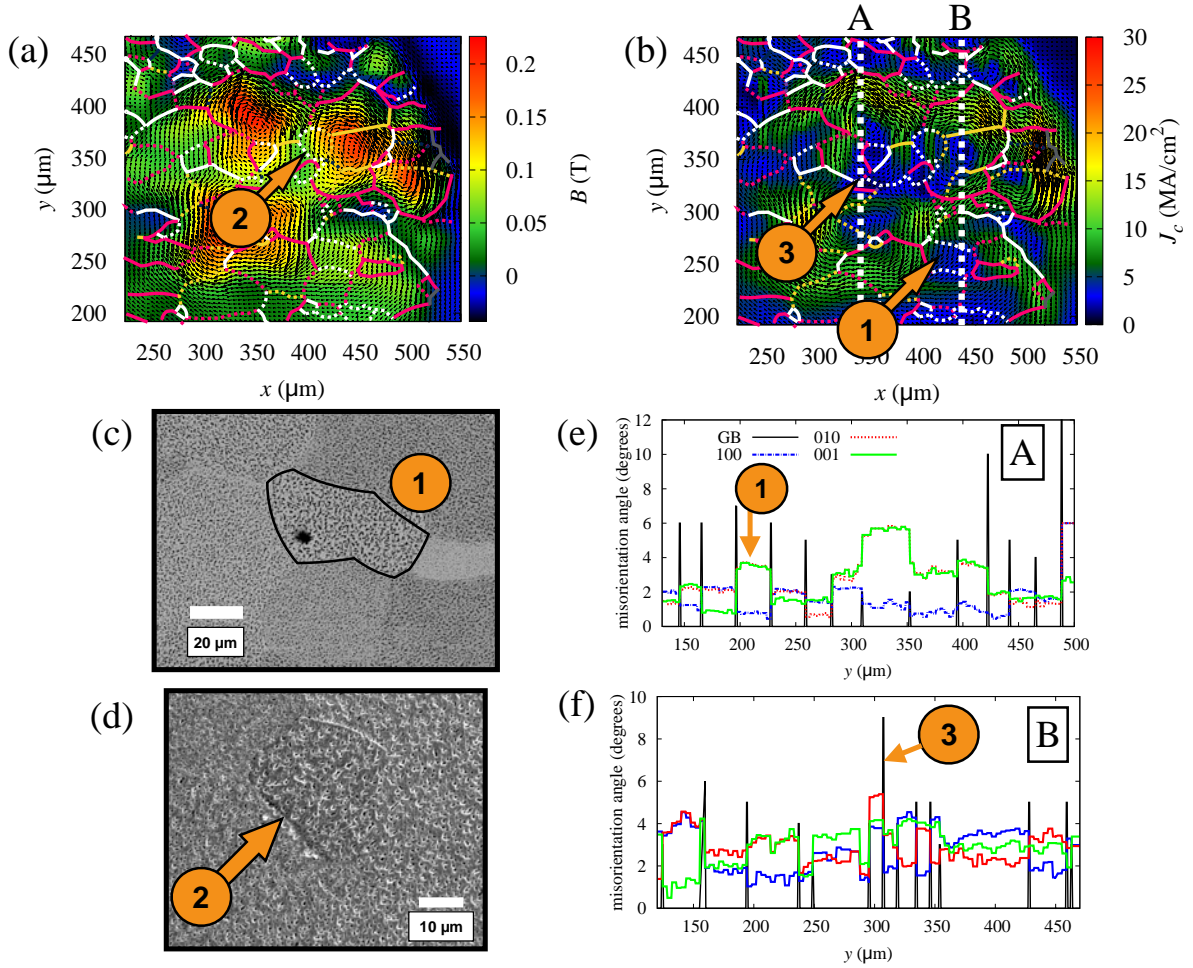 (a)
450
400
350
300
250
200
y (µm)
250 300 350 400 450 500 550
x (µm)
0.2
0.15
0.1
0.05
0
B (T)
2
(b)
A B
450
400
350
300
250
200
y (µm)
250 300 350 400 450 500 550
x (µm)
30
25
20
15
10
5
0
J_c (MA/cm²)
3
1
(c)
1
20 µm
(d)
2
10 µm
(e)
12
10
8
6
4
2
0
misorientation angle (degrees)
GB 010
100 001
A
1
150 200 250 300 350 400 450 500
y (µm)
(f)
10
8
6
4
2
0
misorientation angle (degrees)
B
3
150 200 250 300 350 400 450
y (µm)